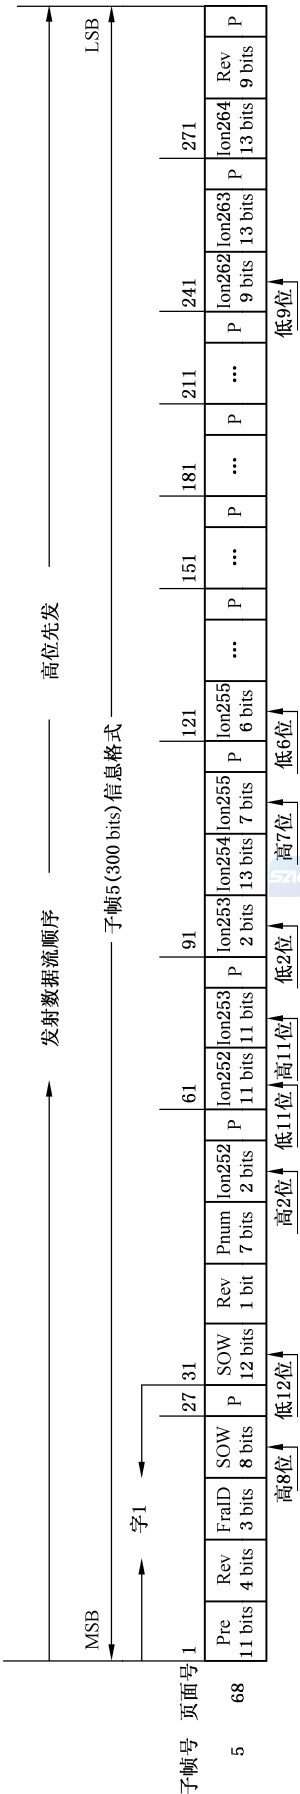 发射数据流顺序 高位先发
MSB 子帧5(300 bits)信息格式 LSB
字1
子帧号 页面号 1 27 31 61 91 121 151 181 211 241 271
5 68
Pre 11 bits
Rev 4 bits
FraID 3 bits
SOW 8 bits
P
SOW 12 bits
Rev 1 bit
Pnum 7 bits
Ion252 2 bits
P
Ion252 11 bits
Ion253 11 bits
P
Ion253 2 bits
Ion254 13 bits
Ion255 7 bits
P
Ion255 6 bits
…
P
…
P
…
P
…
P
Ion262 9 bits
Ion263 13 bits
P
Ion264 13 bits
Rev 9 bits
P
高8位 低12位 高2位 低11位 高11位 低2位 高7位 低6位 低9位